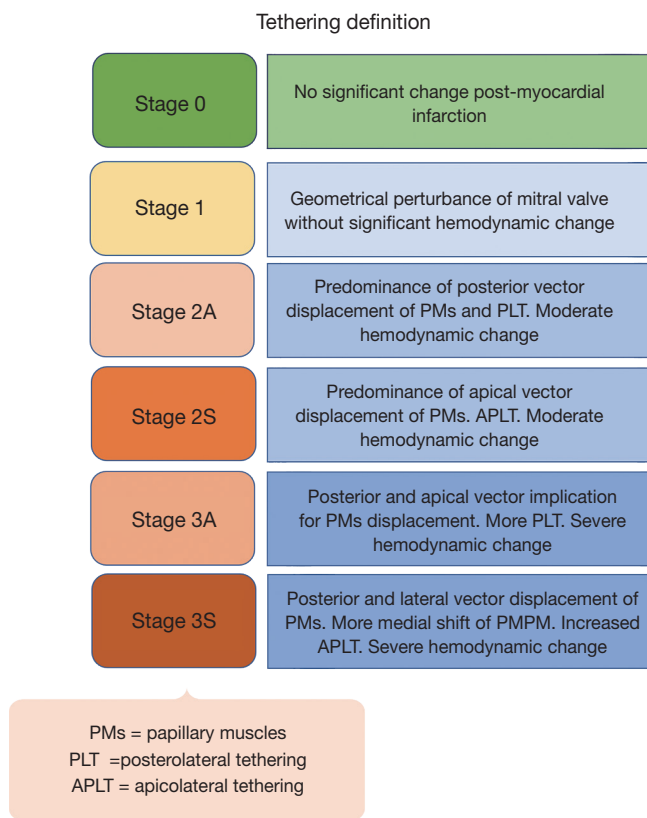 Tethering definition
Stage 0
No significant change post-myocardial
infarction
Stage 1
Geometrical perturbance of mitral valve
without significant hemodynamic change
Stage 2A
Predominance of posterior vector
displacement of PMs and PLT. Moderate
hemodynamic change
Stage 2S
Predominance of apical vector
displacement of PMs. APLT. Moderate
hemodynamic change
Stage 3A
Posterior and apical vector implication
for PMs displacement. More PLT. Severe
hemodynamic change
Stage 3S
Posterior and lateral vector displacement of
PMs. More medial shift of PMPM. Increased
APLT. Severe hemodynamic change
PMs = papillary muscles
PLT =posterolateral tethering
APLT = apicolateral tethering